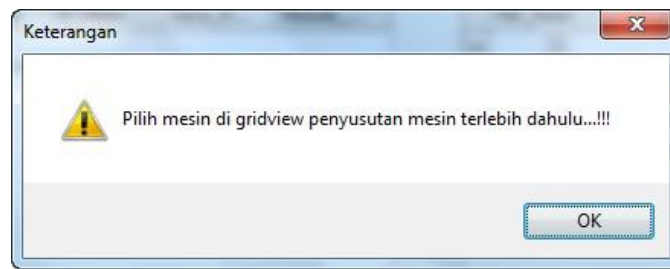 Keterangan
Pilih mesin di gridview penyusutan mesin terlebih dahulu...!!!
OK